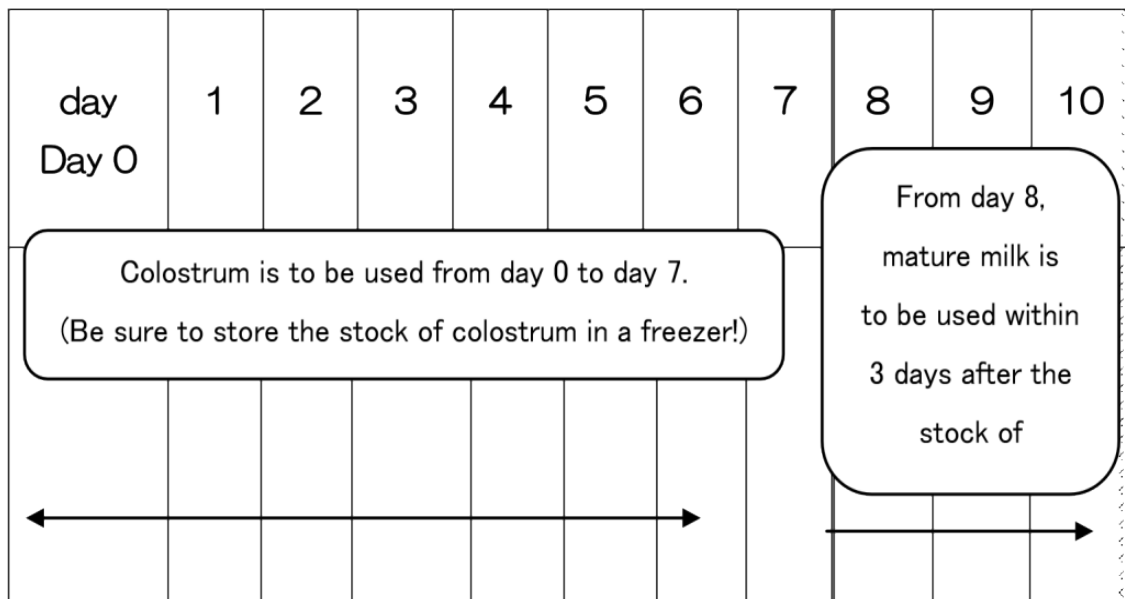 day 1 2 3 4 5 6 7 8 9 10
Day 0
Colostrum is to be used from day 0 to day 7.
(Be sure to store the stock of colostrum in a freezer!)
From day 8,
mature milk is
to be used within
3 days after the
stock of